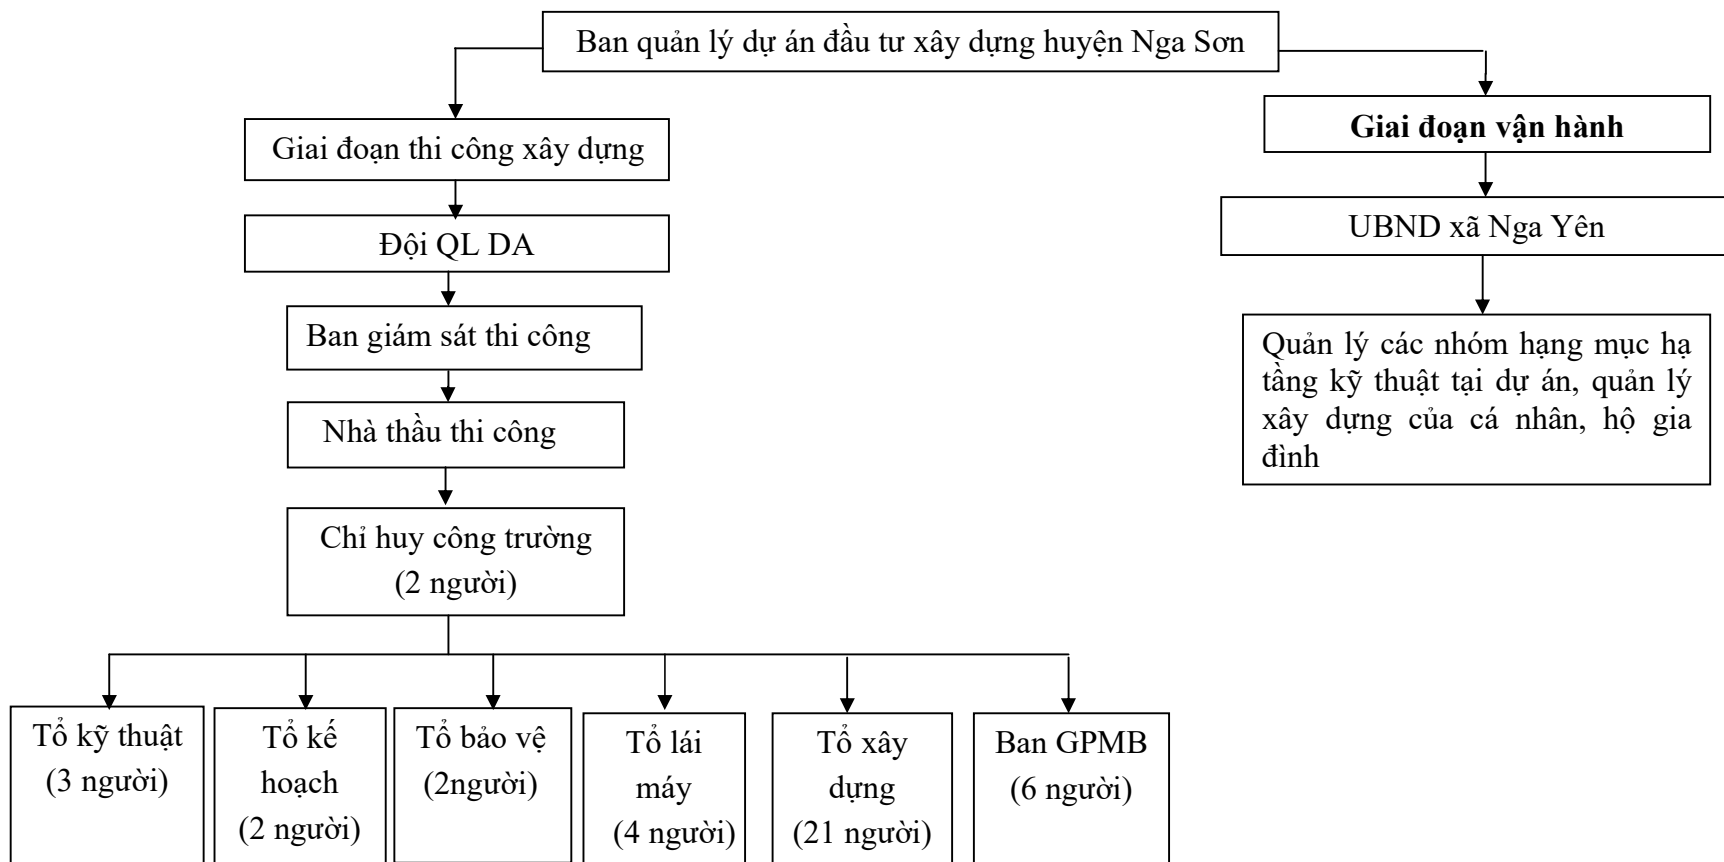 Ban quản lý dự án đầu tư xây dựng huyện Nga Sơn
Giai đoạn thi công xây dựng
Đội QL DA
Ban giám sát thi công
Nhà thầu thi công
Chỉ huy công trường
(2 người)
Tổ kỹ thuật
(3 người)
Tổ kế
hoạch
(2 người)
Tổ bảo vệ
(2người)
Tổ lái
máy
(4 người)
Tổ xây
dựng
(21 người)
Ban GPMB
(6 người)
Giai đoạn vận hành
UBND xã Nga Yên
Quản lý các nhóm hạng mục hạ
tầng kỹ thuật tại dự án, quản lý
xây dựng của cá nhân, hộ gia
đình